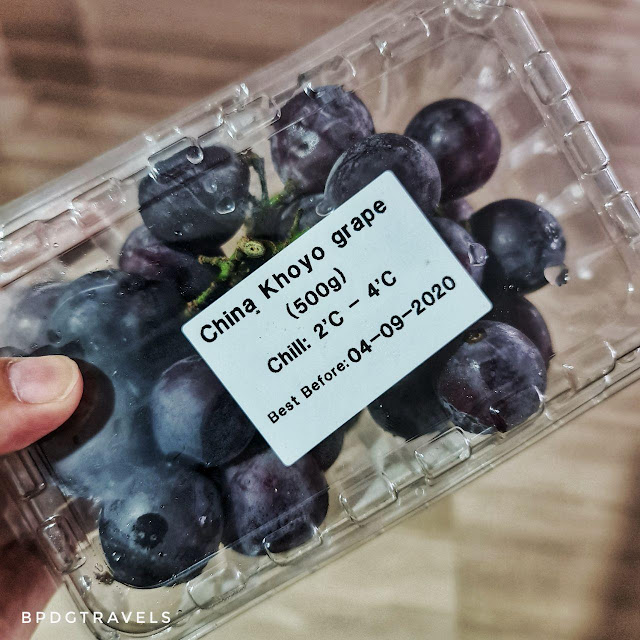 China Khoyo grape
(500g)
Chill: 2°C - 4°C
Best Before: 04-09-2020
BPDGTRAVELS